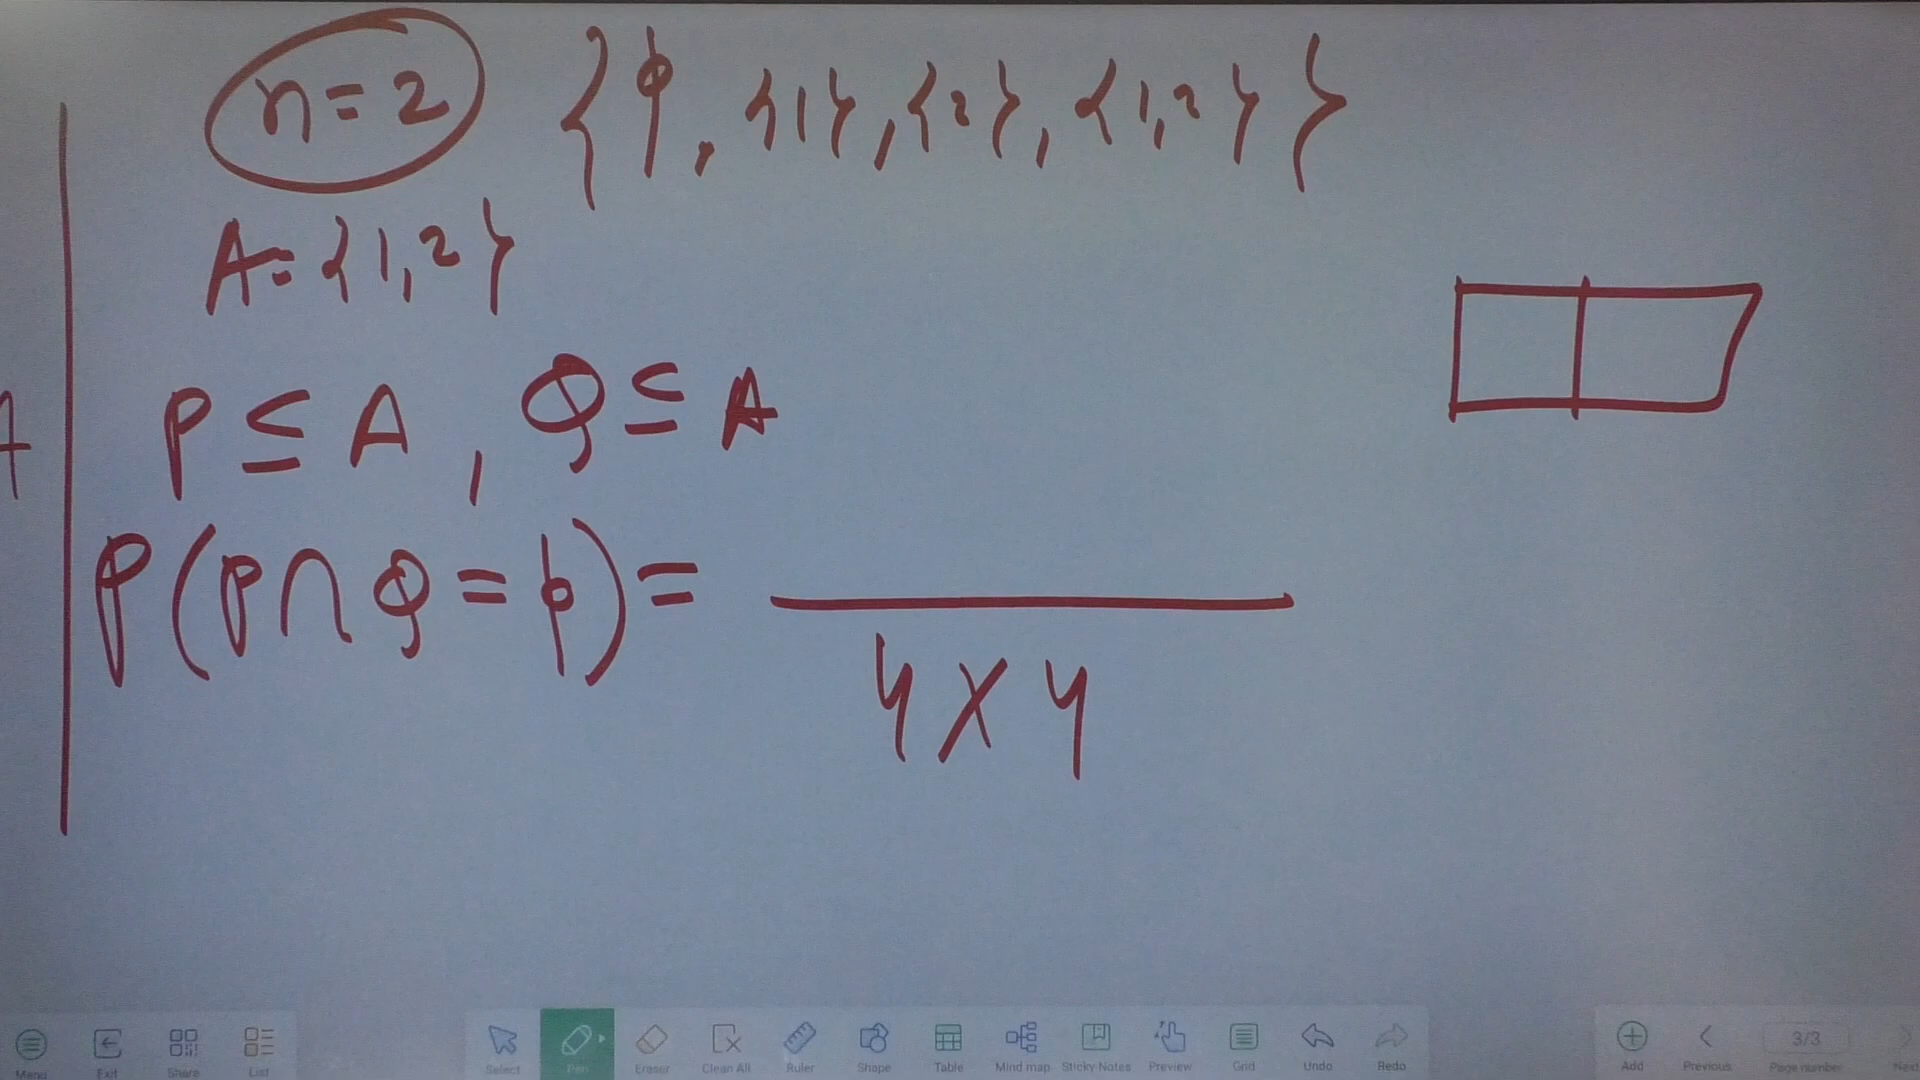 n=2 {φ, {1}, {2}, {1,2}}
A={1,2}
P ⊆ A, Q ⊆ A
P(P∩Q=φ)=
4×4
Menu Exit Share List Select Pen Eraser Clean All Ruler Shape Table Mind map Sticky Notes Preview Grid Undo Redo Add Previous 3/3 Page number Next